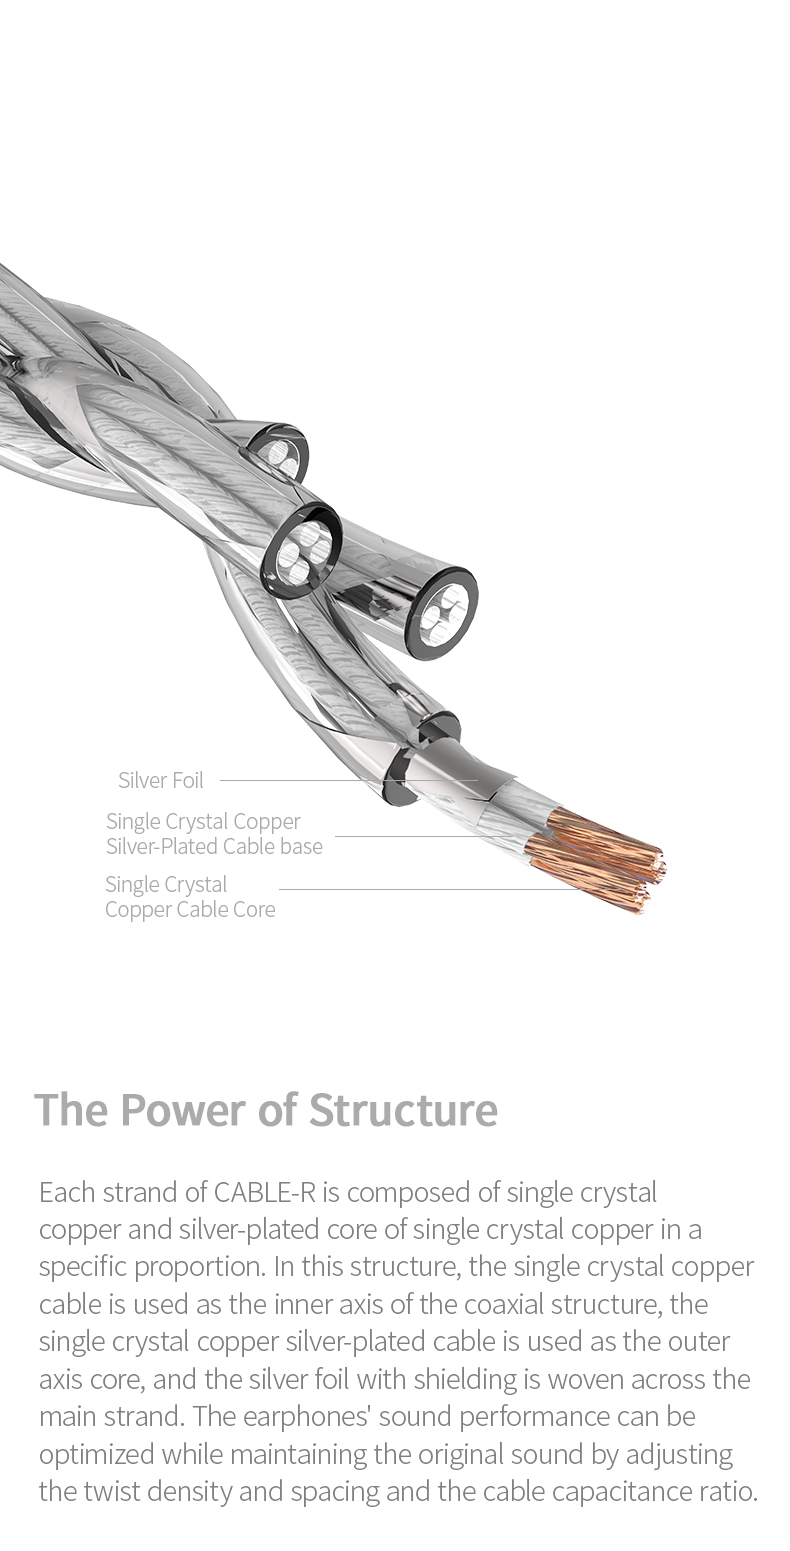 Silver Foil
Single Crystal Copper
Silver-Plated Cable base
Single Crystal
Copper Cable Core
The Power of Structure
Each strand of CABLE-R is composed of single crystal
copper and silver-plated core of single crystal copper in a
specific proportion. In this structure, the single crystal copper
cable is used as the inner axis of the coaxial structure, the
single crystal copper silver-plated cable is used as the outer
axis core, and the silver foil with shielding is woven across the
main strand. The earphones' sound performance can be
optimized while maintaining the original sound by adjusting
the twist density and spacing and the cable capacitance ratio.